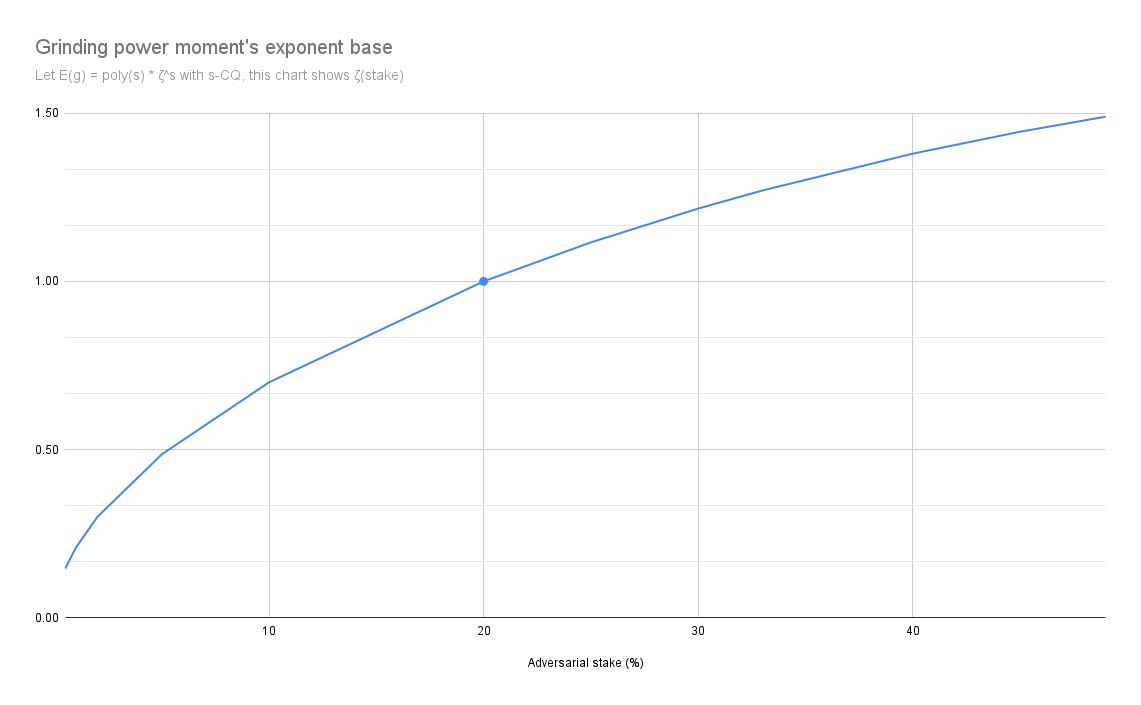 Grinding power moment's exponent base
Let E(g) = poly(s) * ζ^s with s-CQ, this chart shows ζ(stake)
1.50
1.00
0.50
0.00
10 20 30 40
Adversarial stake (%)